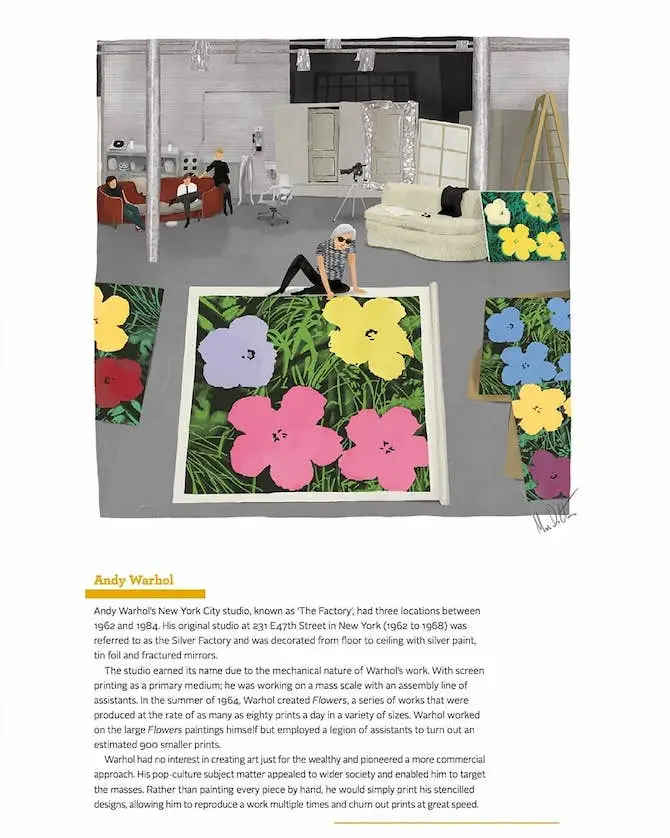 Andy Warhol
Andy Warhol's New York City studio, known as 'The Factory', had three locations between
1962 and 1984. His original studio at 231 E47th Street in New York (1962 to 1968) was
referred to as the Silver Factory and was decorated from floor to ceiling with silver paint,
tin foil and fractured mirrors.
The studio earned its name due to the mechanical nature of Warhol's work. With screen
printing as a primary medium; he was working on a mass scale with an assembly line of
assistants. In the summer of 1964, Warhol created Flowers, a series of works that were
produced at the rate of as many as eighty prints a day in a variety of sizes. Warhol worked
on the large Flowers paintings himself but employed a legion of assistants to turn out an
estimated 900 smaller prints.
Warhol had no interest in creating art just for the wealthy and pioneered a more commercial
approach. His pop-culture subject matter appealed to wider society and enabled him to target
the masses. Rather than painting every piece by hand, he would simply print his stencilled
designs, allowing him to reproduce a work multiple times and churn out prints at great speed.